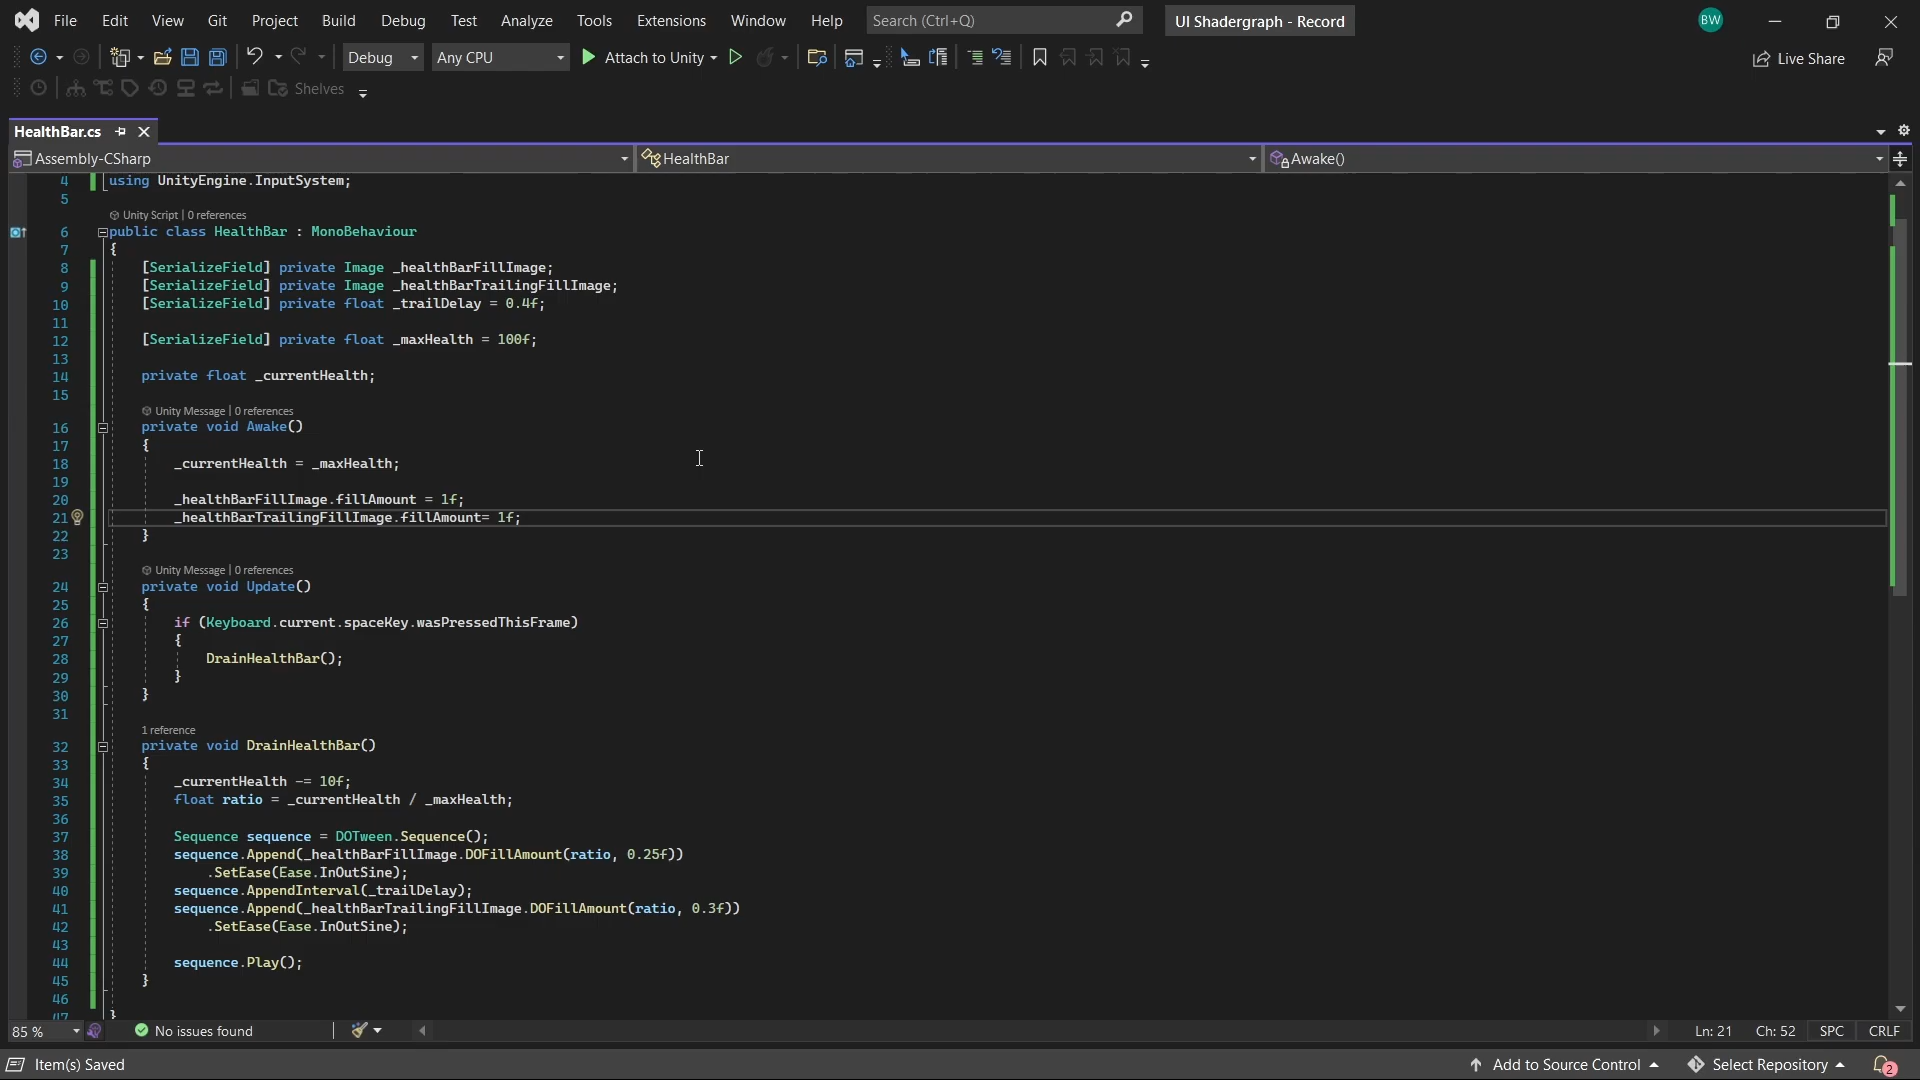 File Edit View Git Project Build Debug Test Analyze Tools Extensions Window Help Search (Ctrl+Q) UI Shadergraph - Record BW
Debug Any CPU Attach to Unity Live Share
Shelves
HealthBar.cs
Assembly-CSharp HealthBar Awake()
4 using UnityEngine.InputSystem;
5
Unity Script | 0 references
6 public class HealthBar : MonoBehaviour
7 {
8 [SerializeField] private Image _healthBarFillImage;
9 [SerializeField] private Image _healthBarTrailingFillImage;
10 [SerializeField] private float _trailDelay = 0.4f;
11
12 [SerializeField] private float _maxHealth = 100f;
13
14 private float _currentHealth;
15
Unity Message | 0 references
16 private void Awake()
17 {
18 _currentHealth = _maxHealth;
19
20 _healthBarFillImage.fillAmount = 1f;
21 _healthBarTrailingFillImage.fillAmount= 1f;
22 }
23
Unity Message | 0 references
24 private void Update()
25 {
26 if (Keyboard.current.spaceKey.wasPressedThisFrame)
27 {
28 DrainHealthBar();
29 }
30 }
31
1 reference
32 private void DrainHealthBar()
33 {
34 _currentHealth -= 10f;
35 float ratio = _currentHealth / _maxHealth;
36
37 Sequence sequence = DOTween.Sequence();
38 sequence.Append(_healthBarFillImage.DOFillAmount(ratio, 0.25f))
39 .SetEase(Ease.InOutSine);
40 sequence.AppendInterval(_trailDelay);
41 sequence.Append(_healthBarTrailingFillImage.DOFillAmount(ratio, 0.3f))
42 .SetEase(Ease.InOutSine);
43
44 sequence.Play();
45 }
46
47 }
85 % No issues found Ln: 21 Ch: 52 SPC CRLF
Item(s) Saved Add to Source Control Select Repository 2